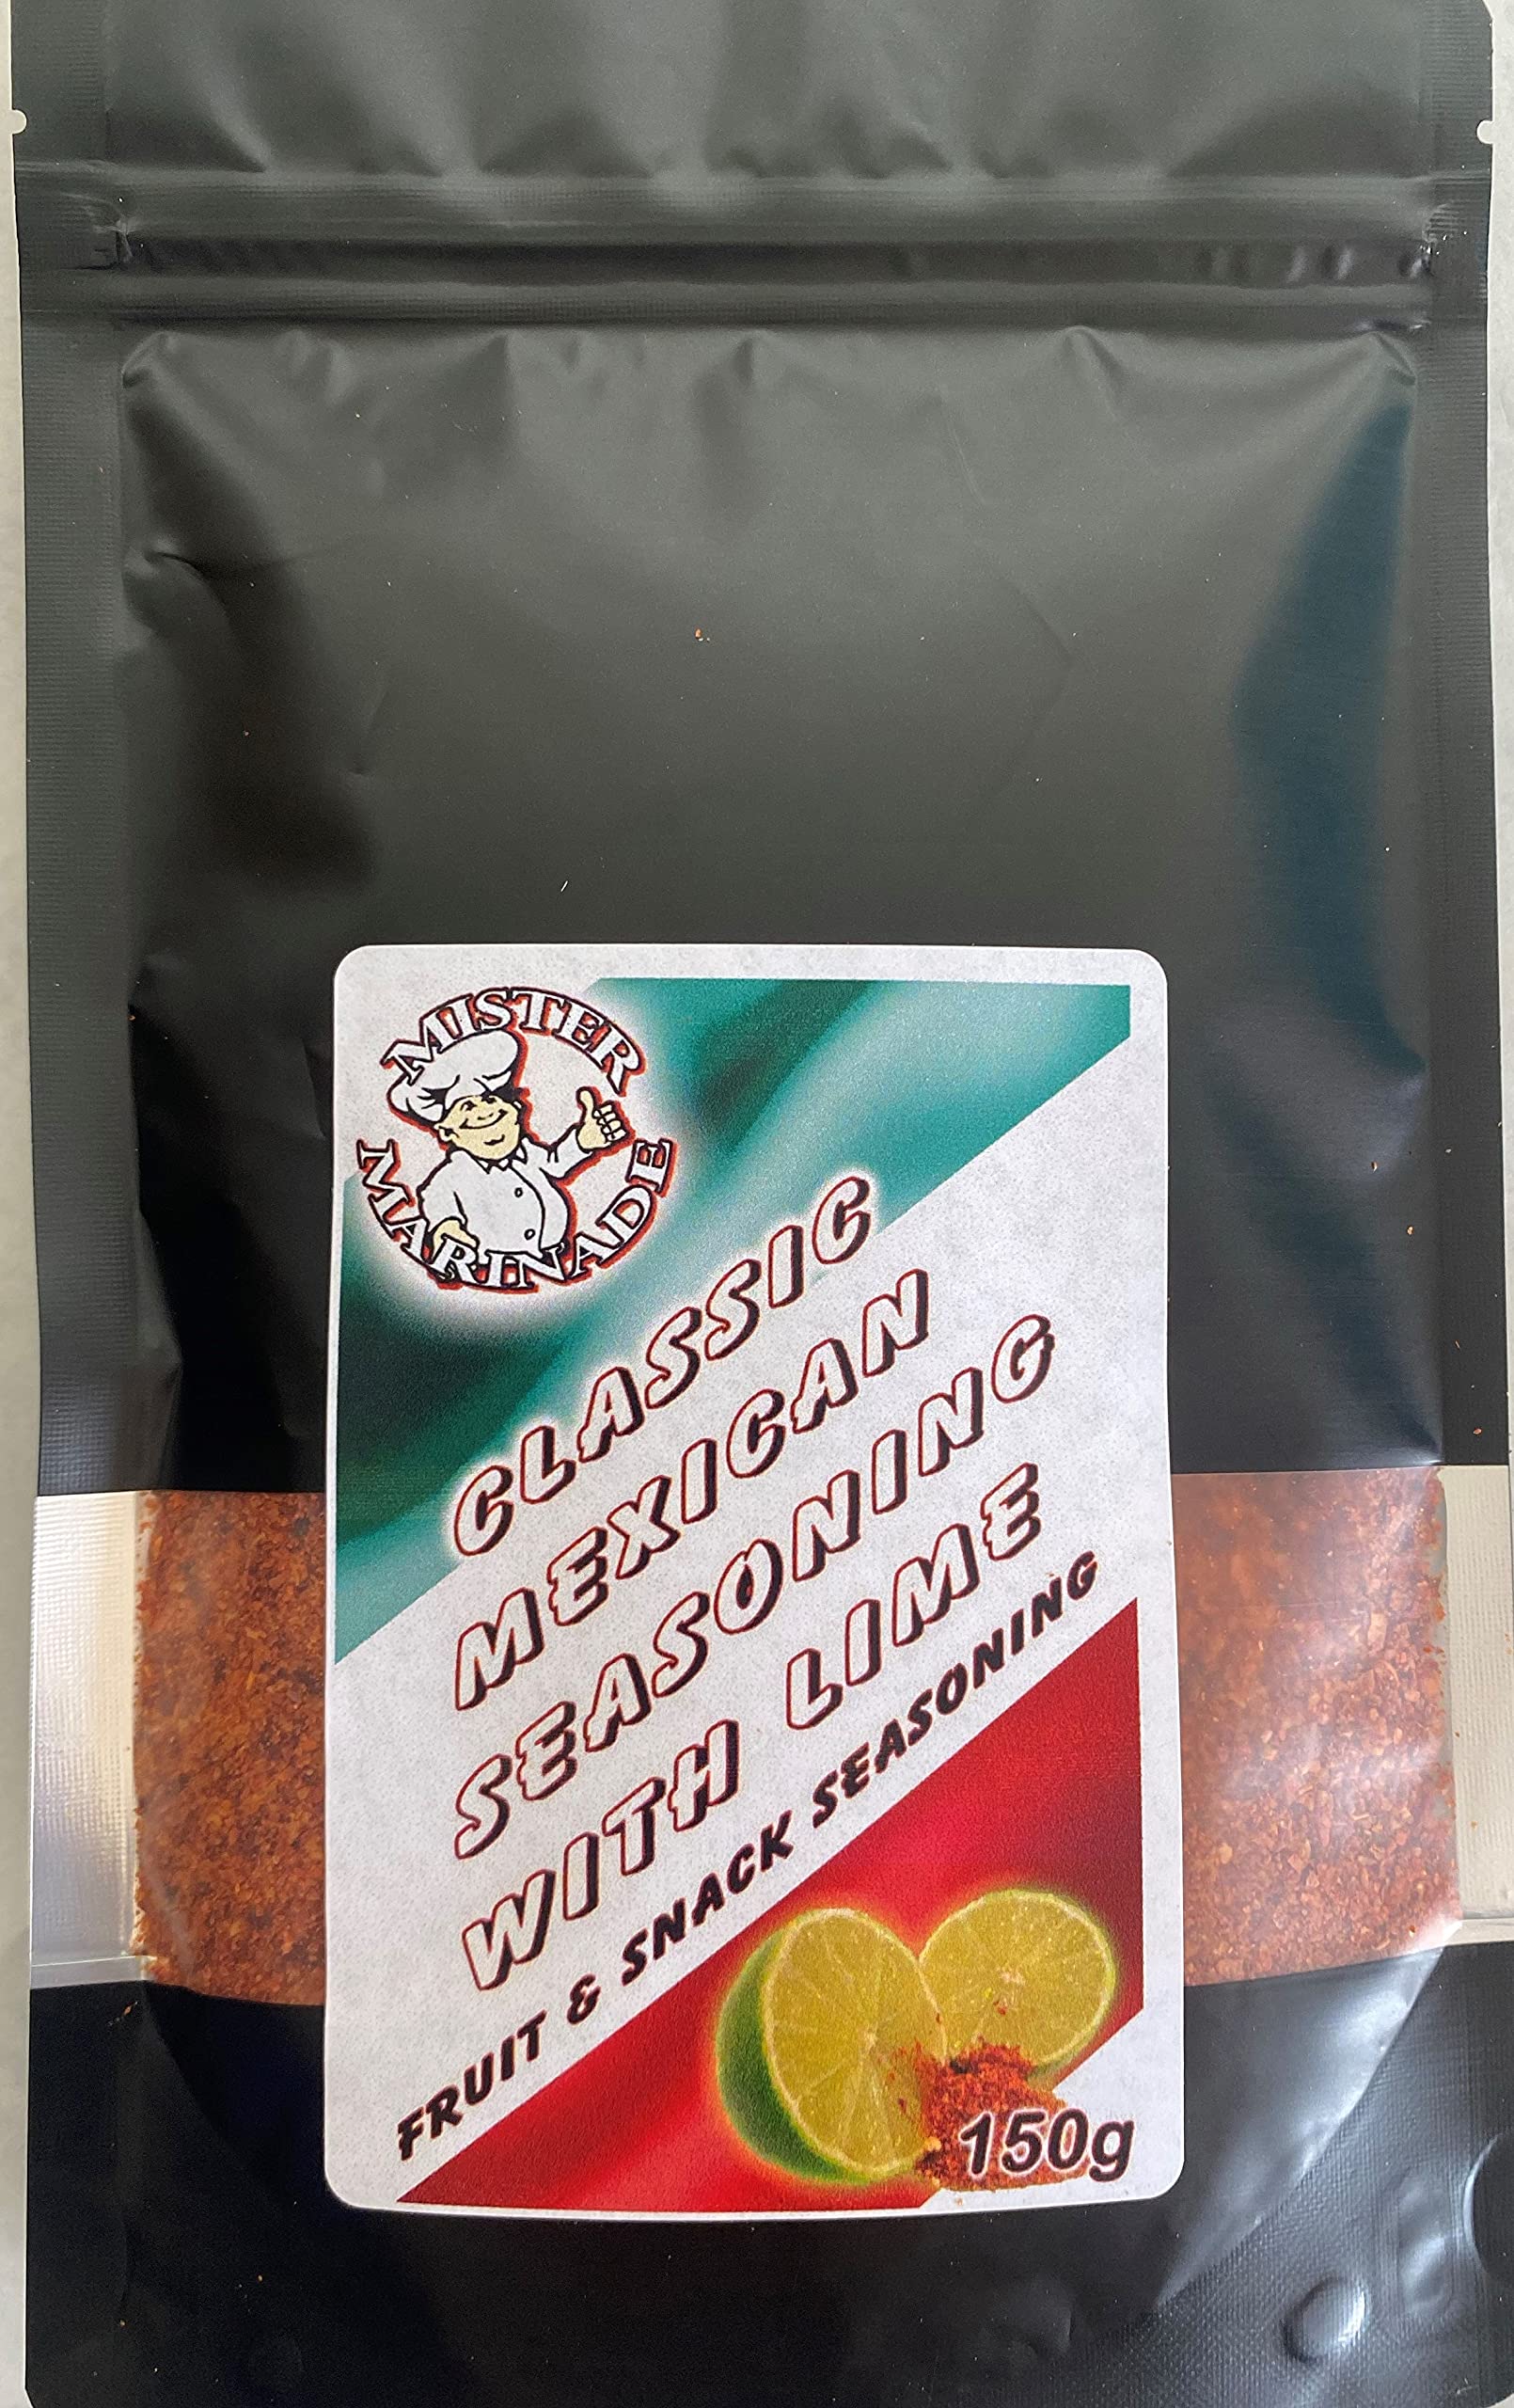 MISTER
MARINADE
CLASSIC
MEXICAN
SEASONING
WITH LIME
FRUIT & SNACK SEASONING
150g